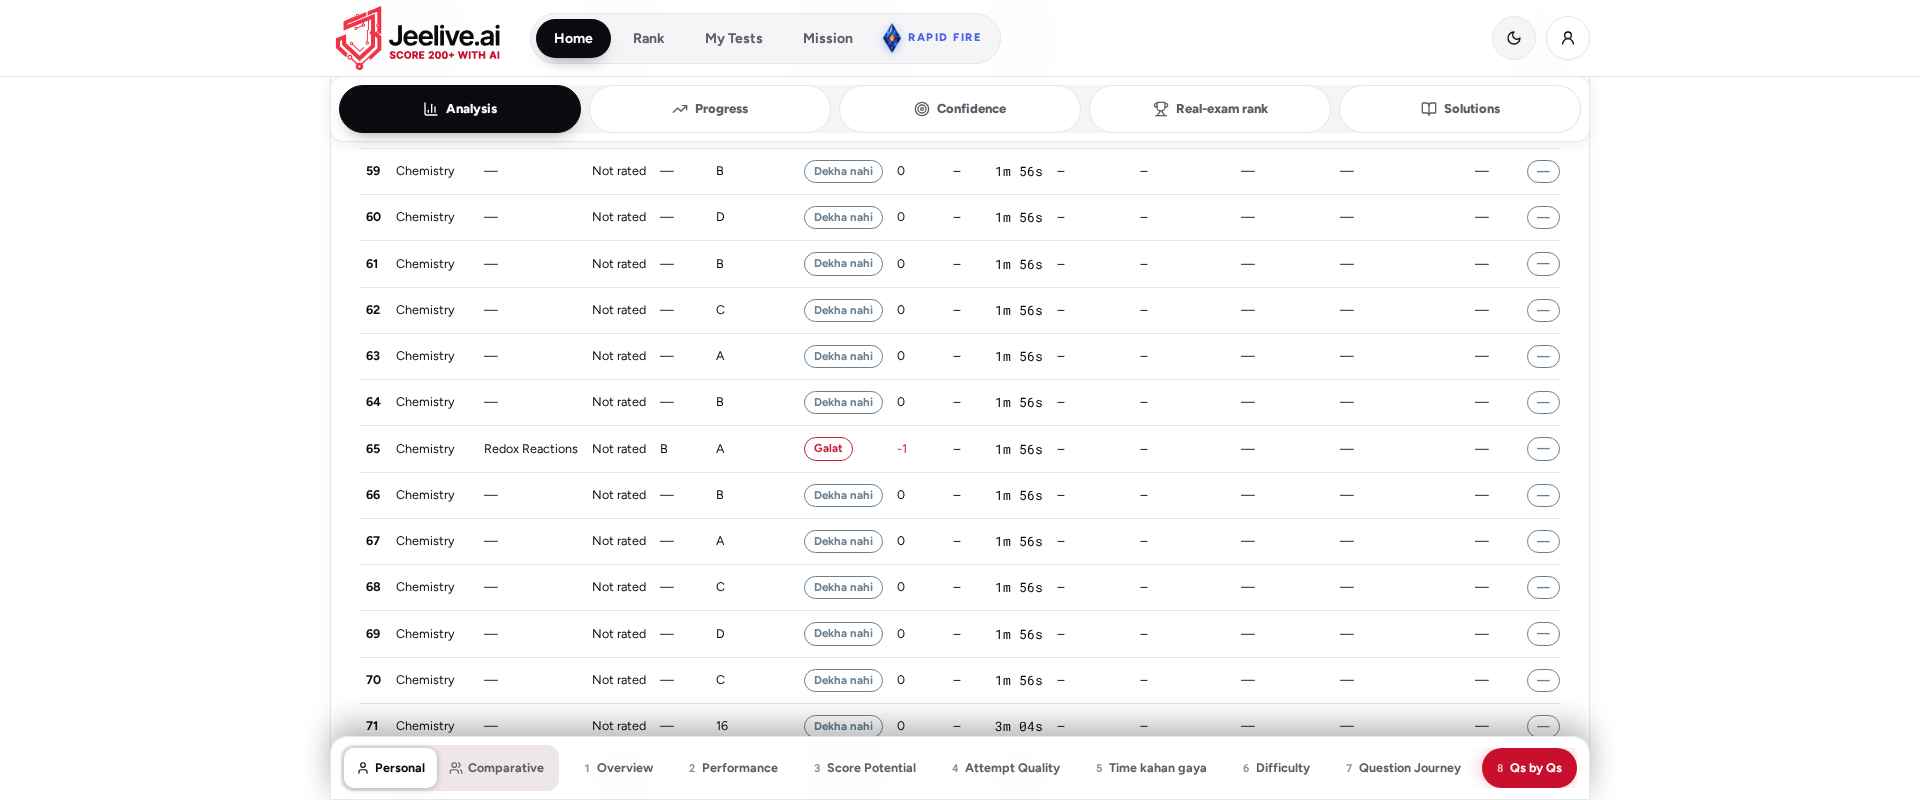 Jeelive.ai
SCORE 200+ WITH AI
Home Rank My Tests Mission RAPID FIRE
Analysis Progress Confidence Real-exam rank Solutions
59 Chemistry — Not rated — B Dekha nahi 0 – 1m 56s – – — — — —
60 Chemistry — Not rated — D Dekha nahi 0 – 1m 56s – – — — — —
61 Chemistry — Not rated — B Dekha nahi 0 – 1m 56s – – — — — —
62 Chemistry — Not rated — C Dekha nahi 0 – 1m 56s – – — — — —
63 Chemistry — Not rated — A Dekha nahi 0 – 1m 56s – – — — — —
64 Chemistry — Not rated — B Dekha nahi 0 – 1m 56s – – — — — —
65 Chemistry Redox Reactions Not rated B A Galat -1 – 1m 56s – – — — — —
66 Chemistry — Not rated — B Dekha nahi 0 – 1m 56s – – — — — —
67 Chemistry — Not rated — A Dekha nahi 0 – 1m 56s – – — — — —
68 Chemistry — Not rated — C Dekha nahi 0 – 1m 56s – – — — — —
69 Chemistry — Not rated — D Dekha nahi 0 – 1m 56s – – — — — —
70 Chemistry — Not rated — C Dekha nahi 0 – 1m 56s – – — — — —
71 Chemistry — Not rated — 16 Dekha nahi 0 – 3m 04s – – — — — —
Personal Comparative 1 Overview 2 Performance 3 Score Potential 4 Attempt Quality 5 Time kahan gaya 6 Difficulty 7 Question Journey 8 Qs by Qs